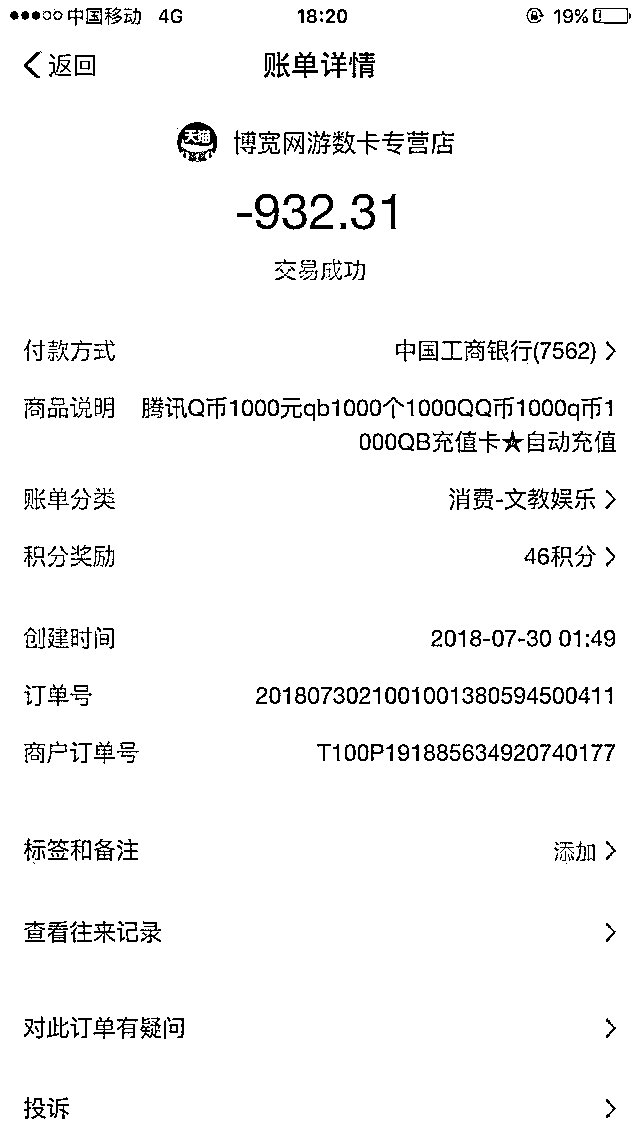 中国移动 4G 18:20 19%
返回 账单详情
天猫 博宽网游数卡专营店
-932.31
交易成功
付款方式 中国工商银行(7562)
商品说明 腾讯Q币1000元qb1000个1000QQ币1000q币1
000QB充值卡★自动充值
账单分类 消费-文教娱乐
积分奖励 46积分
创建时间 2018-07-30 01:49
订单号 2018073021001001380594500411
商户订单号 T100P191885634920740177
标签和备注 添加
查看往来记录
对此订单有疑问
投诉